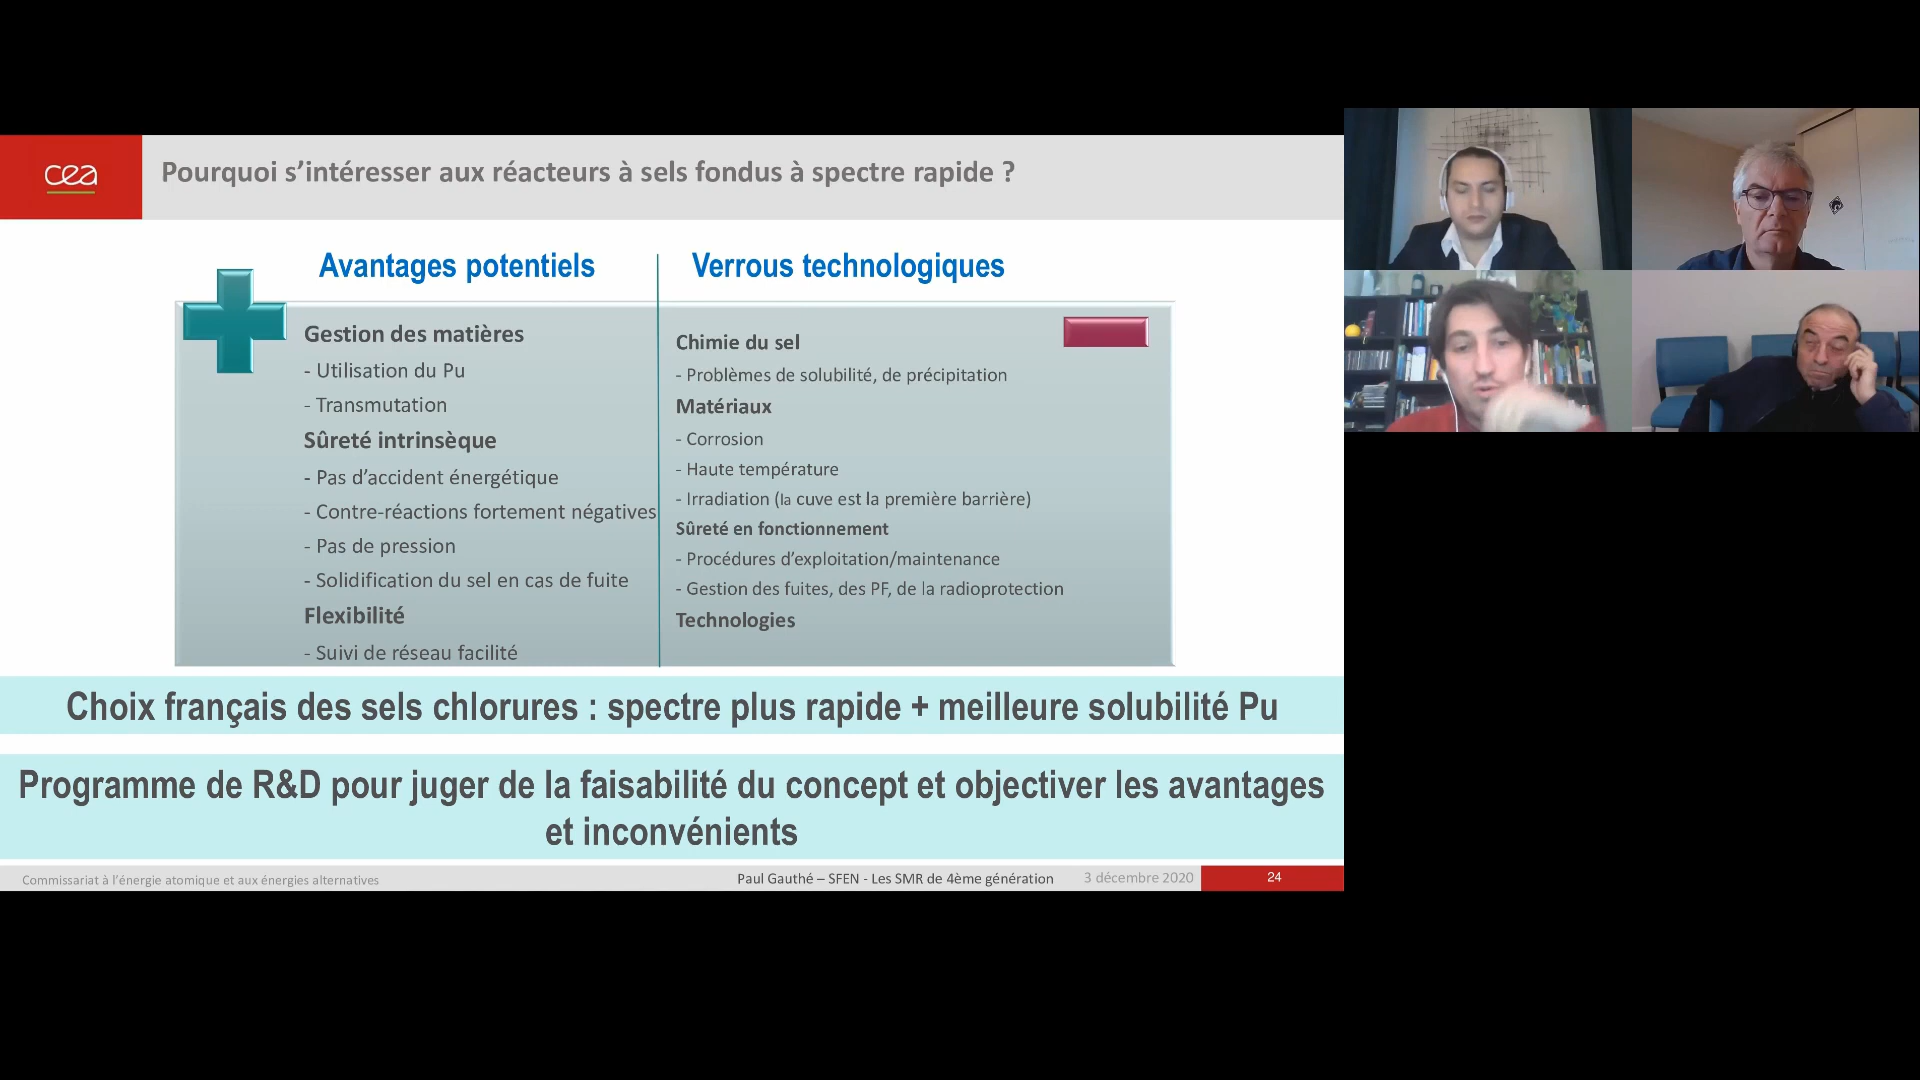 cea
Pourquoi s’intéresser aux réacteurs à sels fondus à spectre rapide ?
Avantages potentiels
Gestion des matières
- Utilisation du Pu
- Transmutation
Sûreté intrinsèque
- Pas d’accident énergétique
- Contre-réactions fortement négatives
- Pas de pression
- Solidification du sel en cas de fuite
Flexibilité
- Suivi de réseau facilité
Verrous technologiques
Chimie du sel
- Problèmes de solubilité, de précipitation
Matériaux
- Corrosion
- Haute température
- Irradiation (la cuve est la première barrière)
Sûreté en fonctionnement
- Procédures d’exploitation/maintenance
- Gestion des fuites, des PF, de la radioprotection
Technologies
Choix français des sels chlorures : spectre plus rapide + meilleure solubilité Pu
Programme de R&D pour juger de la faisabilité du concept et objectiver les avantages
et inconvénients
Commissariat à l’énergie atomique et aux énergies alternatives
Paul Gauthé – SFEN - Les SMR de 4ème génération
3 décembre 2020
24